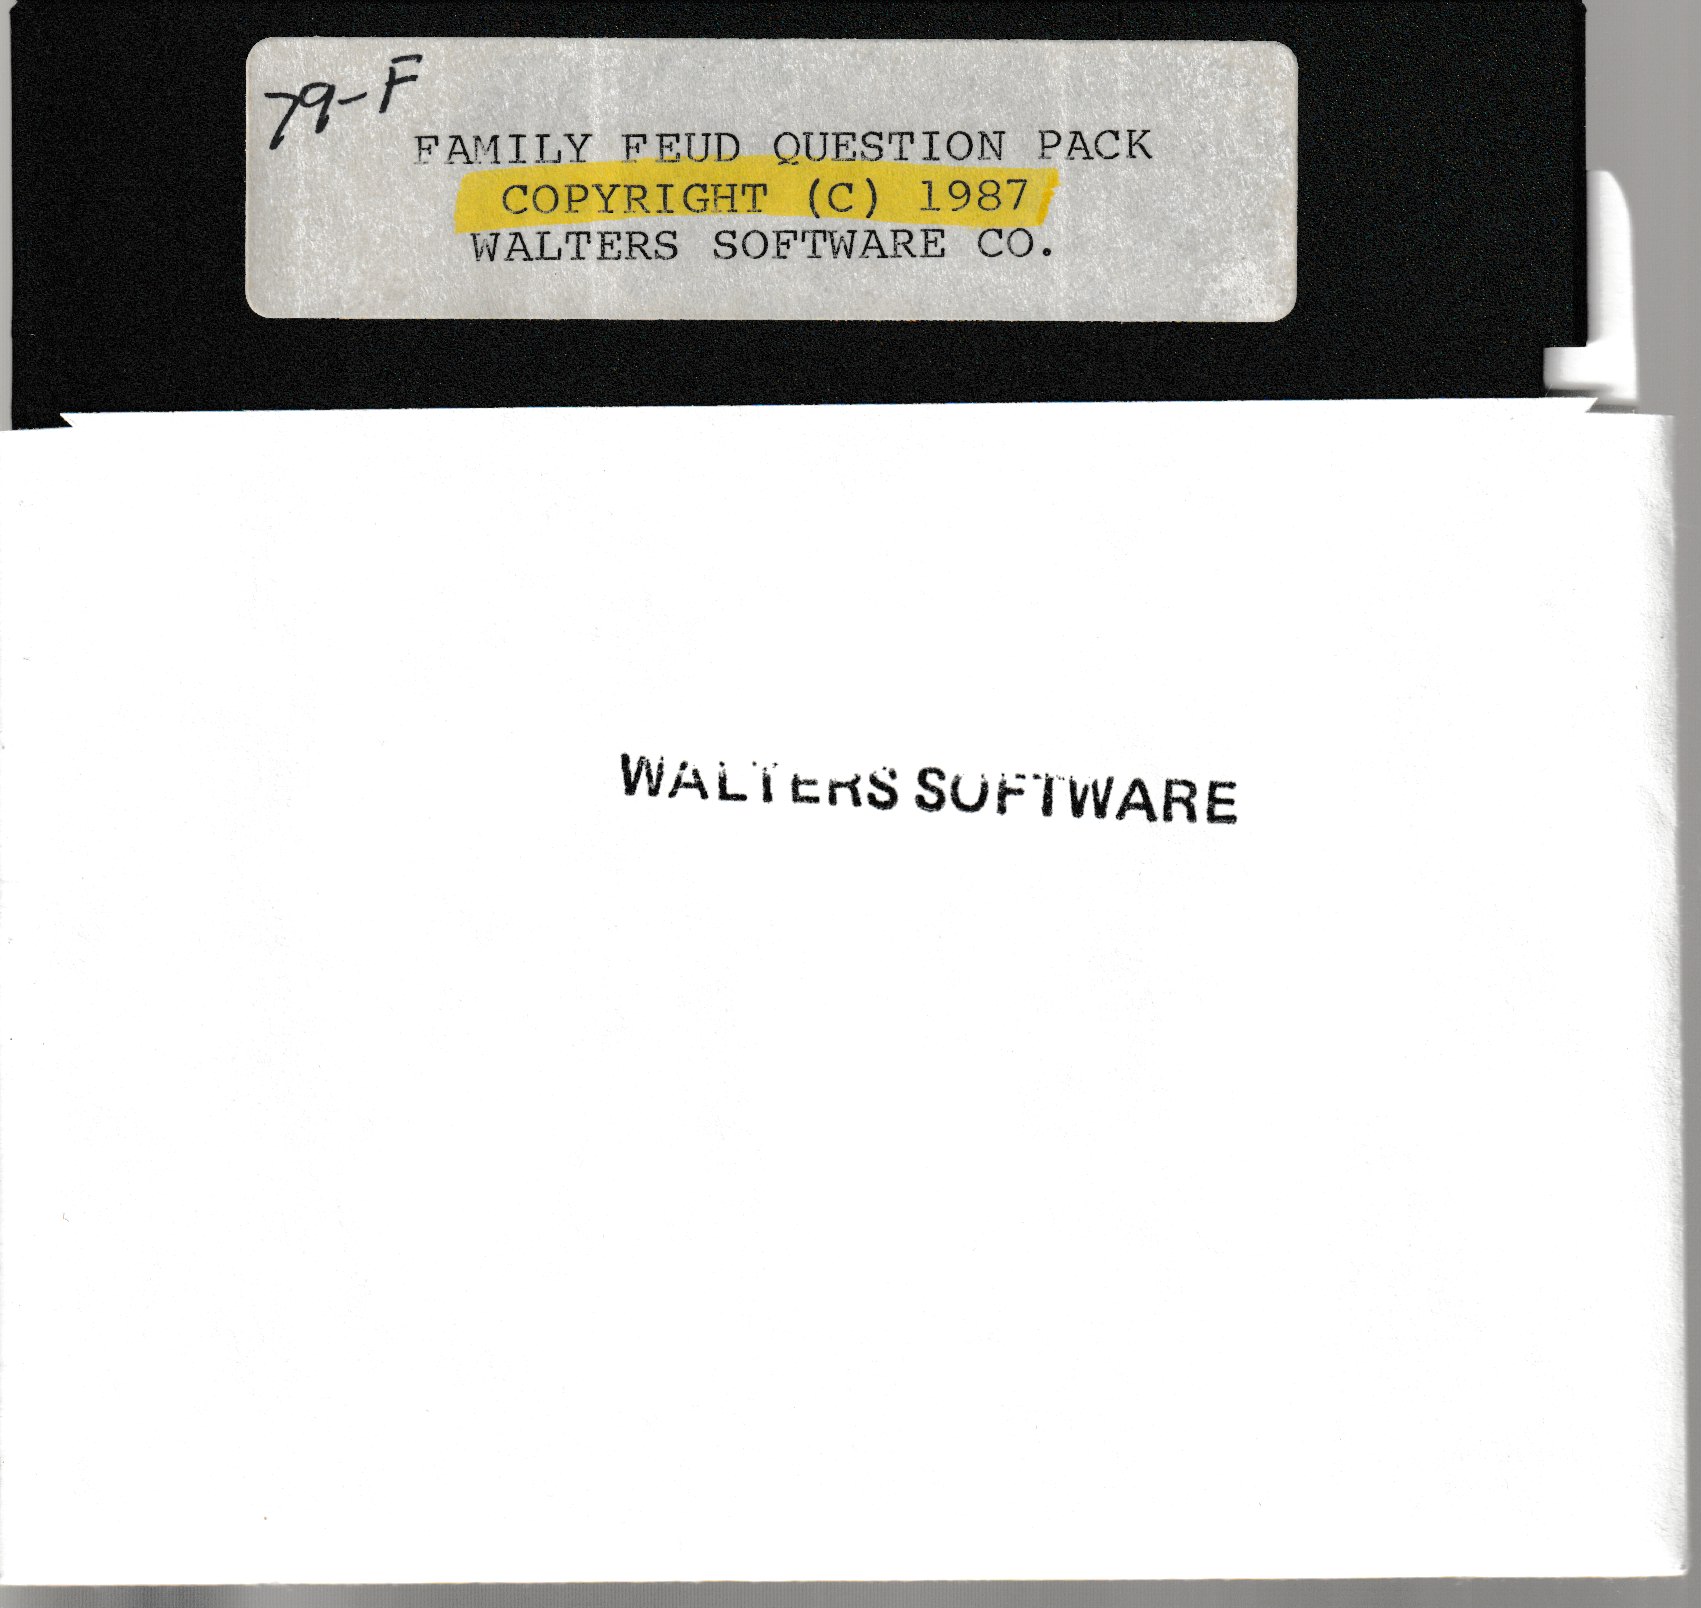 79-F
FAMILY FEUD QUESTION PACK
COPYRIGHT (C) 1987
WALTERS SOFTWARE CO.
WALTERS SOFTWARE